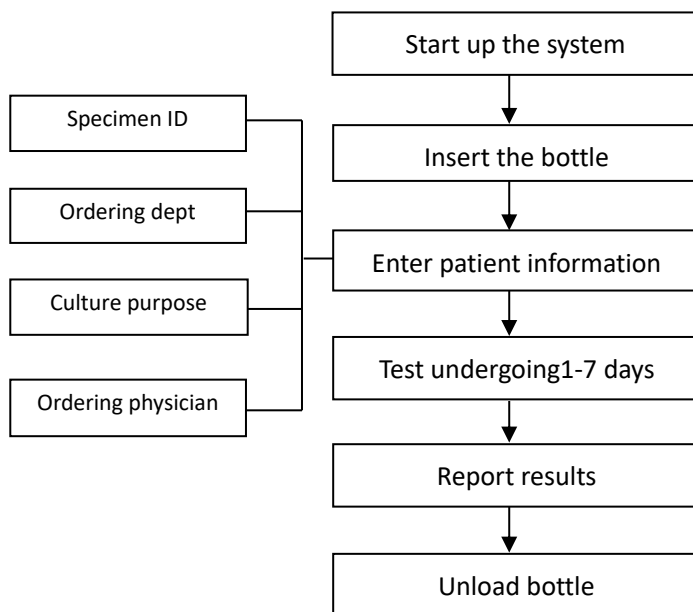 Start up the system
Specimen ID
Insert the bottle
Ordering dept
Enter patient information
Culture purpose
Test undergoing1-7 days
Ordering physician
Report results
Unload bottle